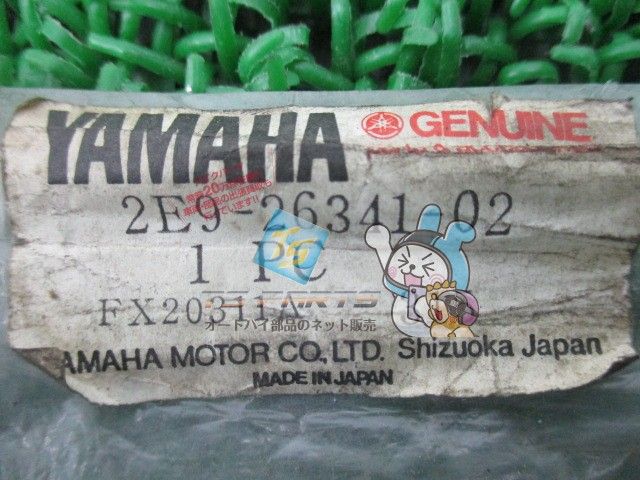 YAMAHA GENUINE
2E9-26341-02
1 PC
FX20311A
オートバイ部品のネット販売
YAMAHA MOTOR CO., LTD. Shizuoka Japan
MADE IN JAPAN